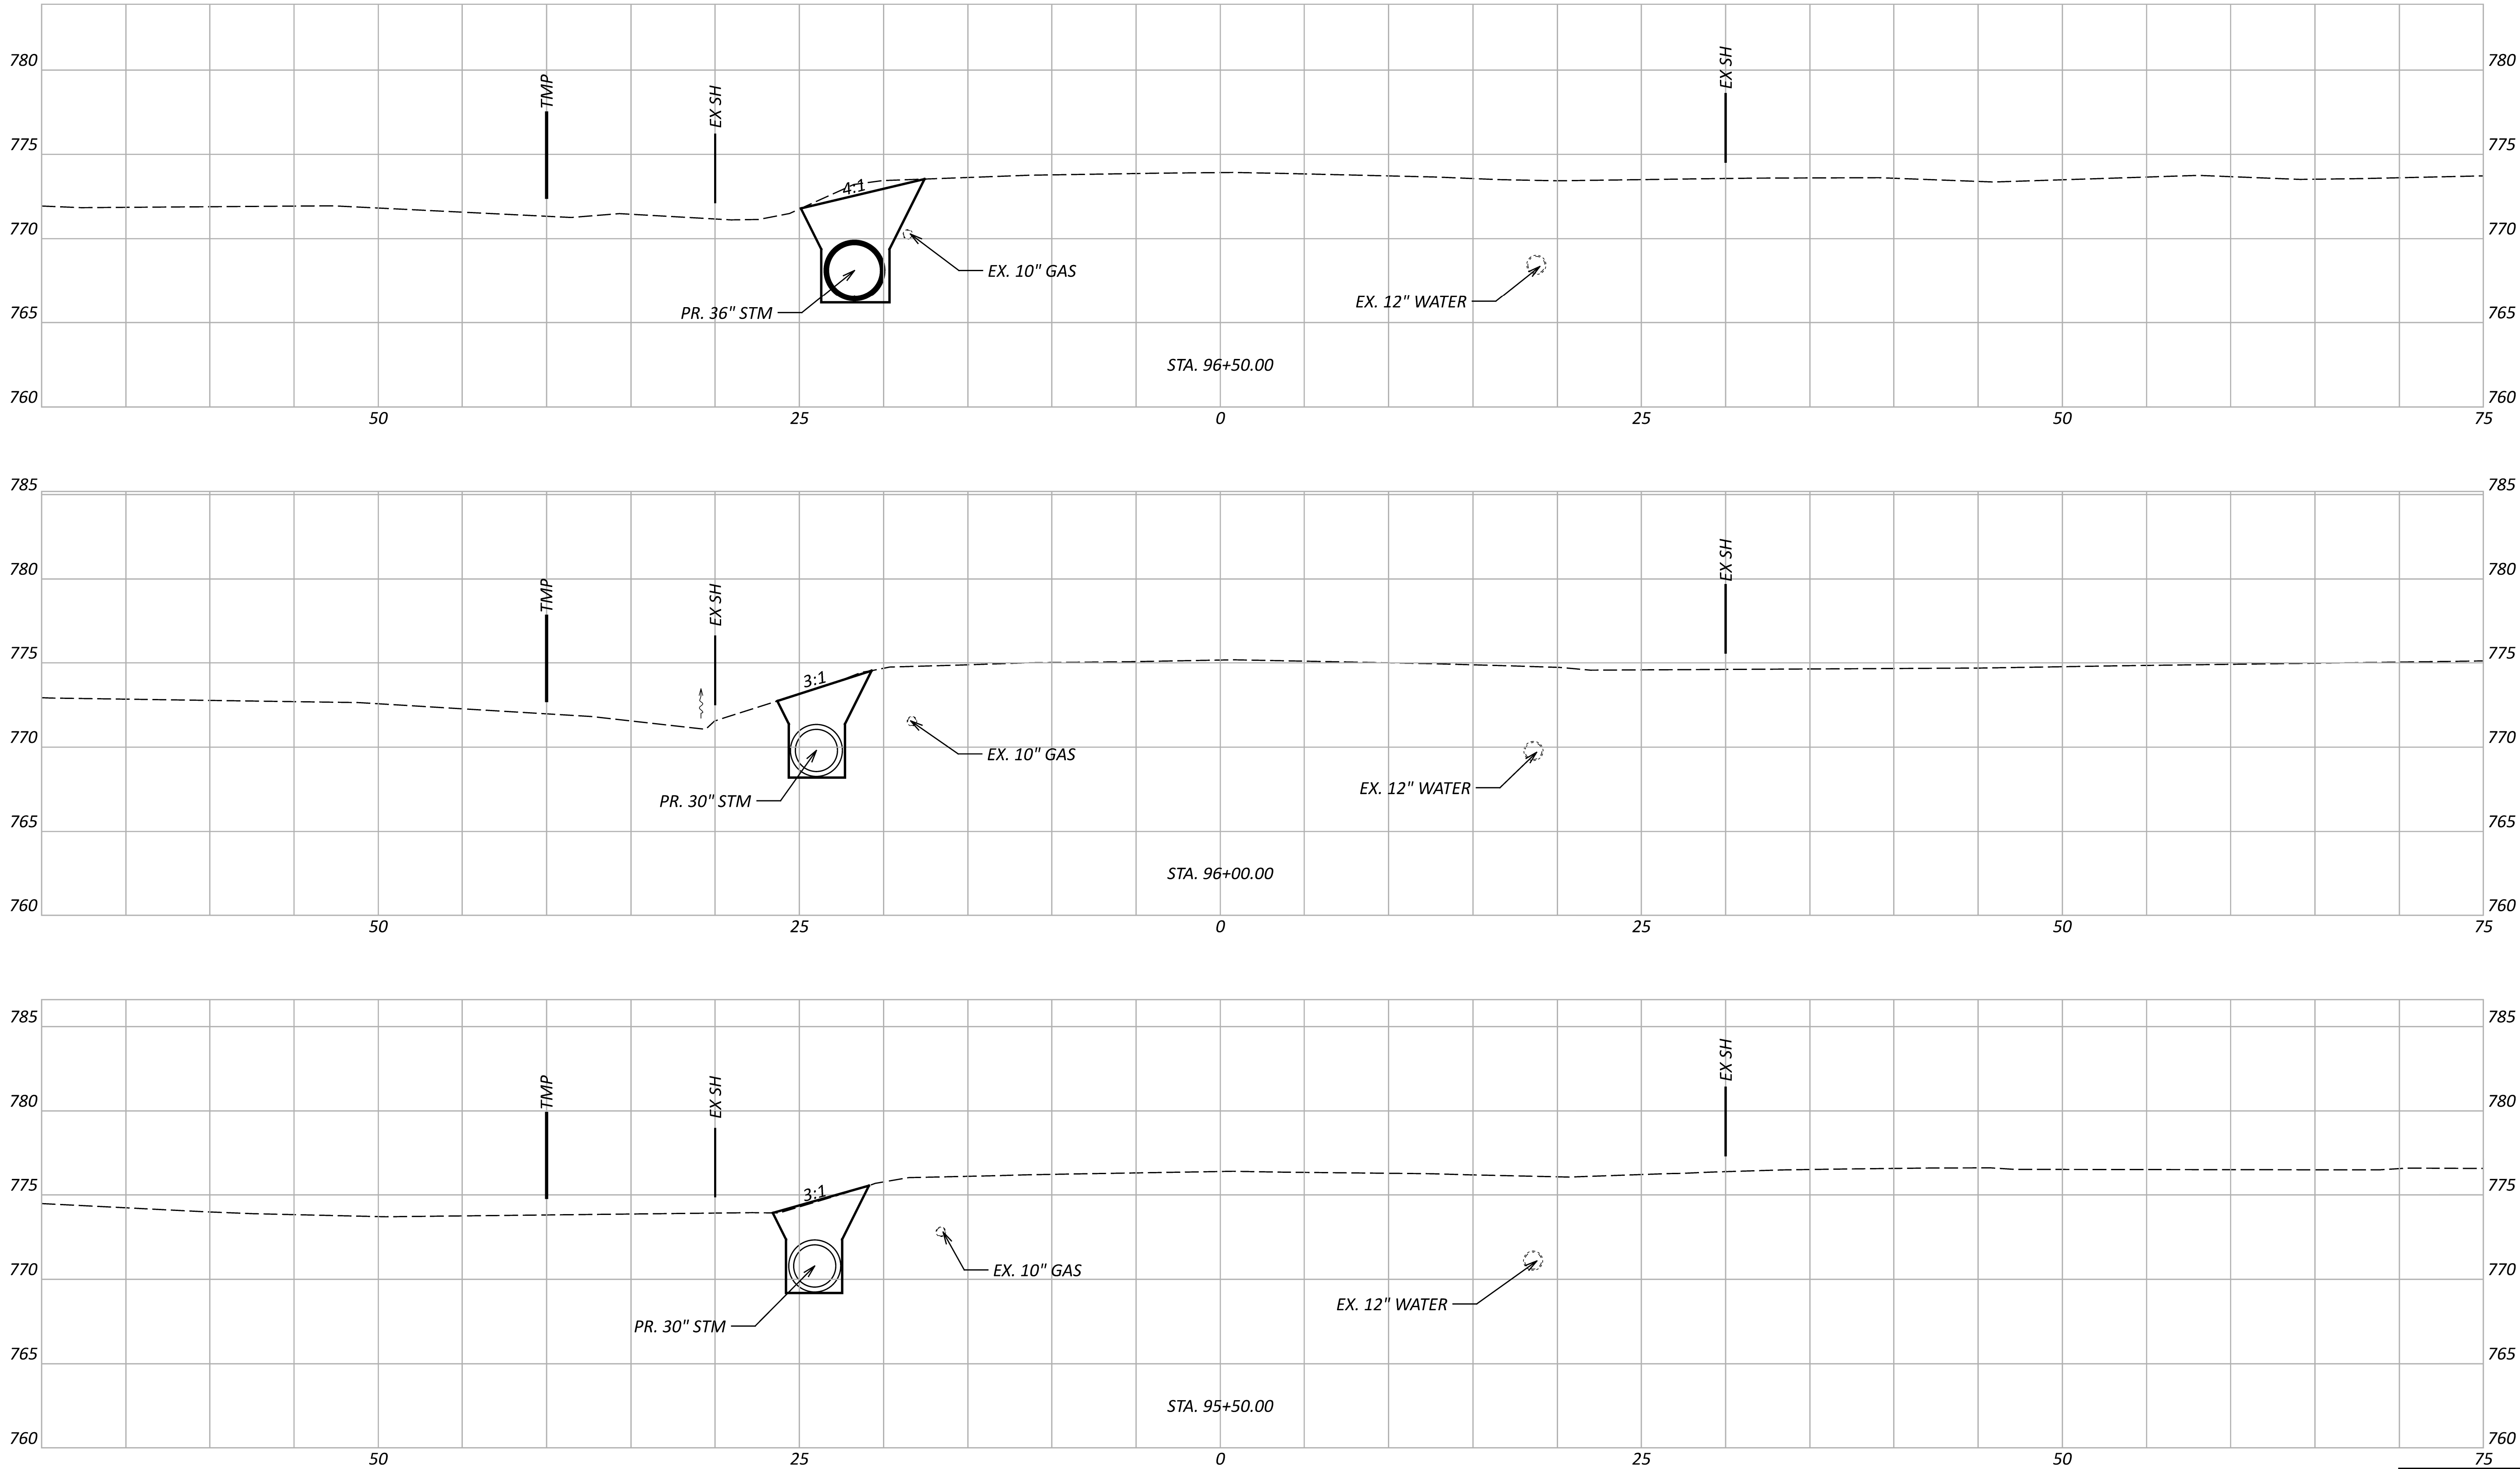 780 780
TMP
EX SH
EX SH
775 775
4:1
770 770
EX. 10" GAS
EX. 12" WATER
PR. 36" STM
765 765
STA. 96+50.00
760 760
50 25 0 25 50 75
785 785
780 780
TMP
EX SH
EX SH
775 775
3:1
770 770
EX. 10" GAS
EX. 12" WATER
PR. 30" STM
765 765
STA. 96+00.00
760 760
50 25 0 25 50 75
785 785
780 780
TMP
EX SH
EX SH
775 775
3:1
770 770
EX. 10" GAS
EX. 12" WATER
PR. 30" STM
765 765
STA. 95+50.00
760 760
50 25 0 25 50 75